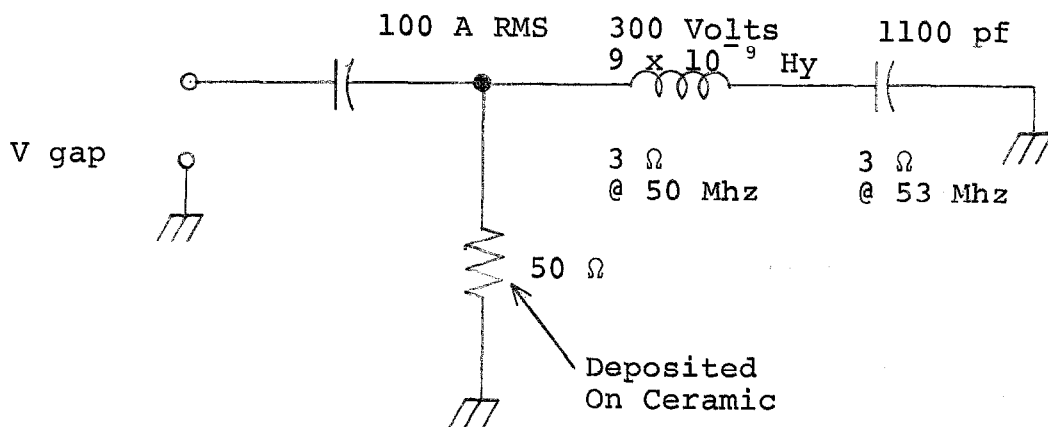 100 A RMS
300 Volts
1100 pf
9 x 10⁻⁹ Hy
V gap
3 Ω
@ 50 Mhz
3 Ω
@ 53 Mhz
50 Ω
Deposited
On Ceramic